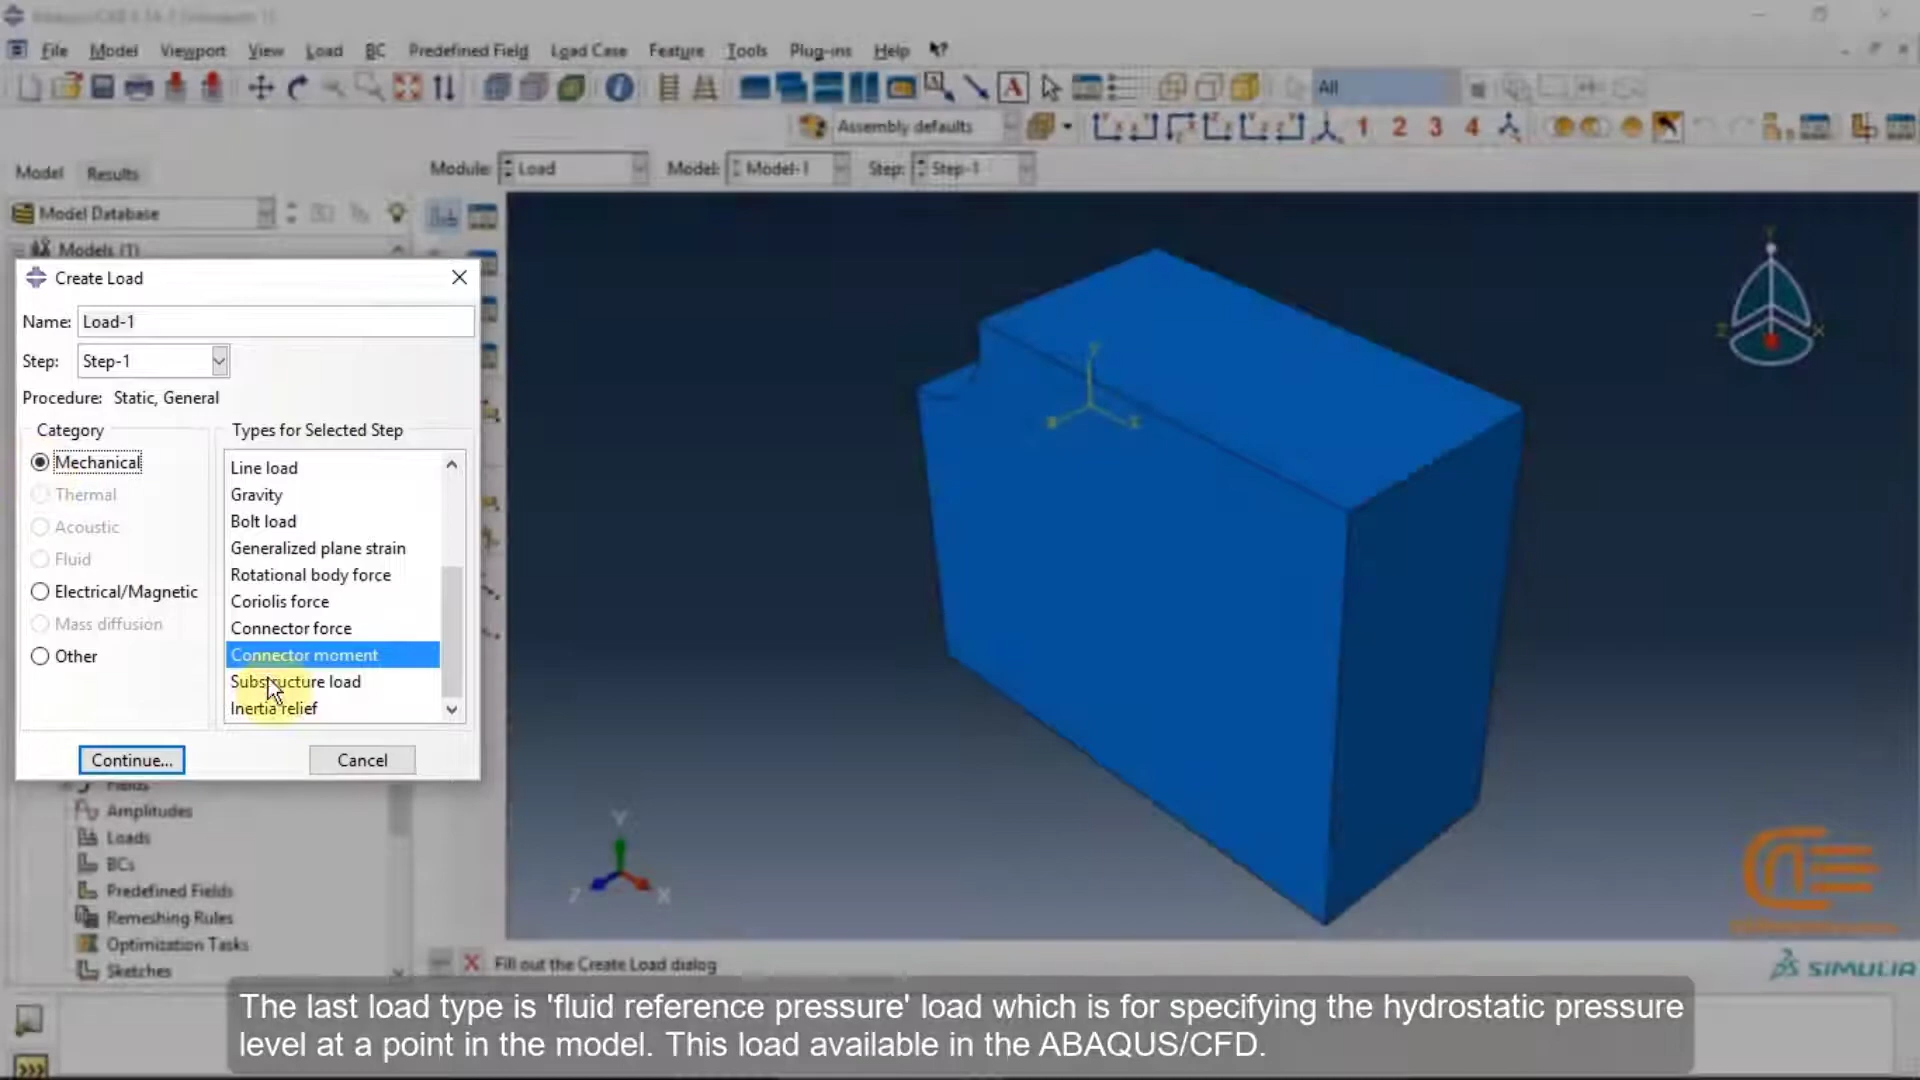 File Model Viewport View Load BC Predefined Field Load Case Feature Tools Plug-ins Help
All
Assembly defaults
1 2 3 4
Model Results
Module: Load Model: Model-1 Step: Step-1
Model Database
Models (1)
Create Load
Name: Load-1
Step: Step-1
Procedure: Static, General
Category
Mechanical
Thermal
Acoustic
Fluid
Electrical/Magnetic
Mass diffusion
Other
Types for Selected Step
Line load
Gravity
Bolt load
Generalized plane strain
Rotational body force
Coriolis force
Connector force
Connector moment
Substructure load
Inertia relief
Continue...
Cancel
Fields
Amplitudes
Loads
BCs
Predefined Fields
Remeshing Rules
Optimization Tasks
Sketches
Y
Z X
Y
Z X
Fill out the Create Load dialog
SIMULIA
The last load type is 'fluid reference pressure' load which is for specifying the hydrostatic pressure
level at a point in the model. This load available in the ABAQUS/CFD.
>>>